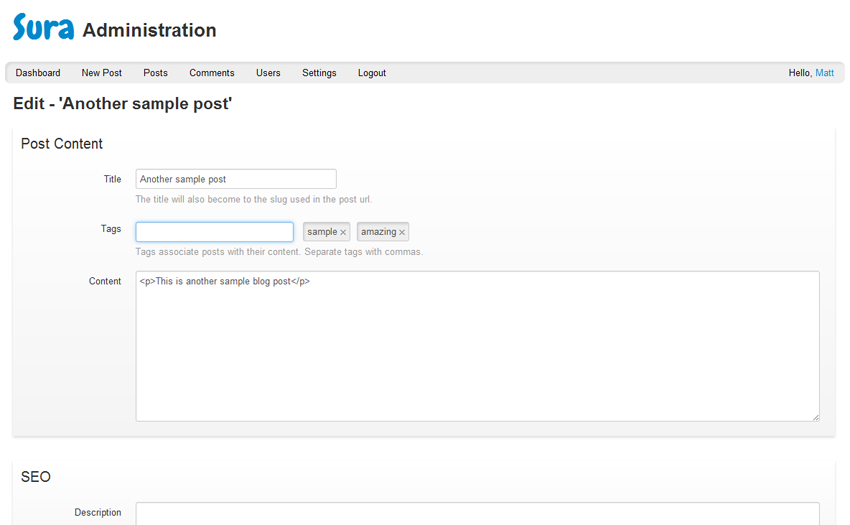 Sura Administration
Dashboard New Post Posts Comments Users Settings Logout Hello, Matt
Edit - 'Another sample post'
Post Content
Title Another sample post
The title will also become to the slug used in the post url.
Tags sample × amazing ×
Tags associate posts with their content. Separate tags with commas.
Content <p>This is another sample blog post</p>
SEO
Description